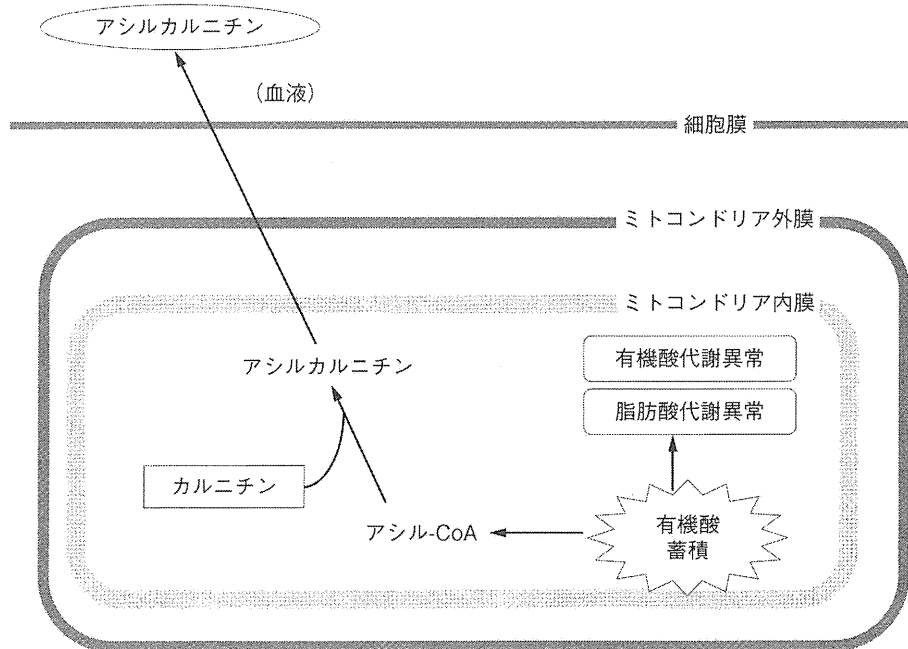 アシルカルニチン
(血液)
細胞膜
ミトコンドリア外膜
ミトコンドリア内膜
アシルカルニチン
有機酸代謝異常
脂肪酸代謝異常
カルニチン
アシル-CoA
有機酸
蓄積